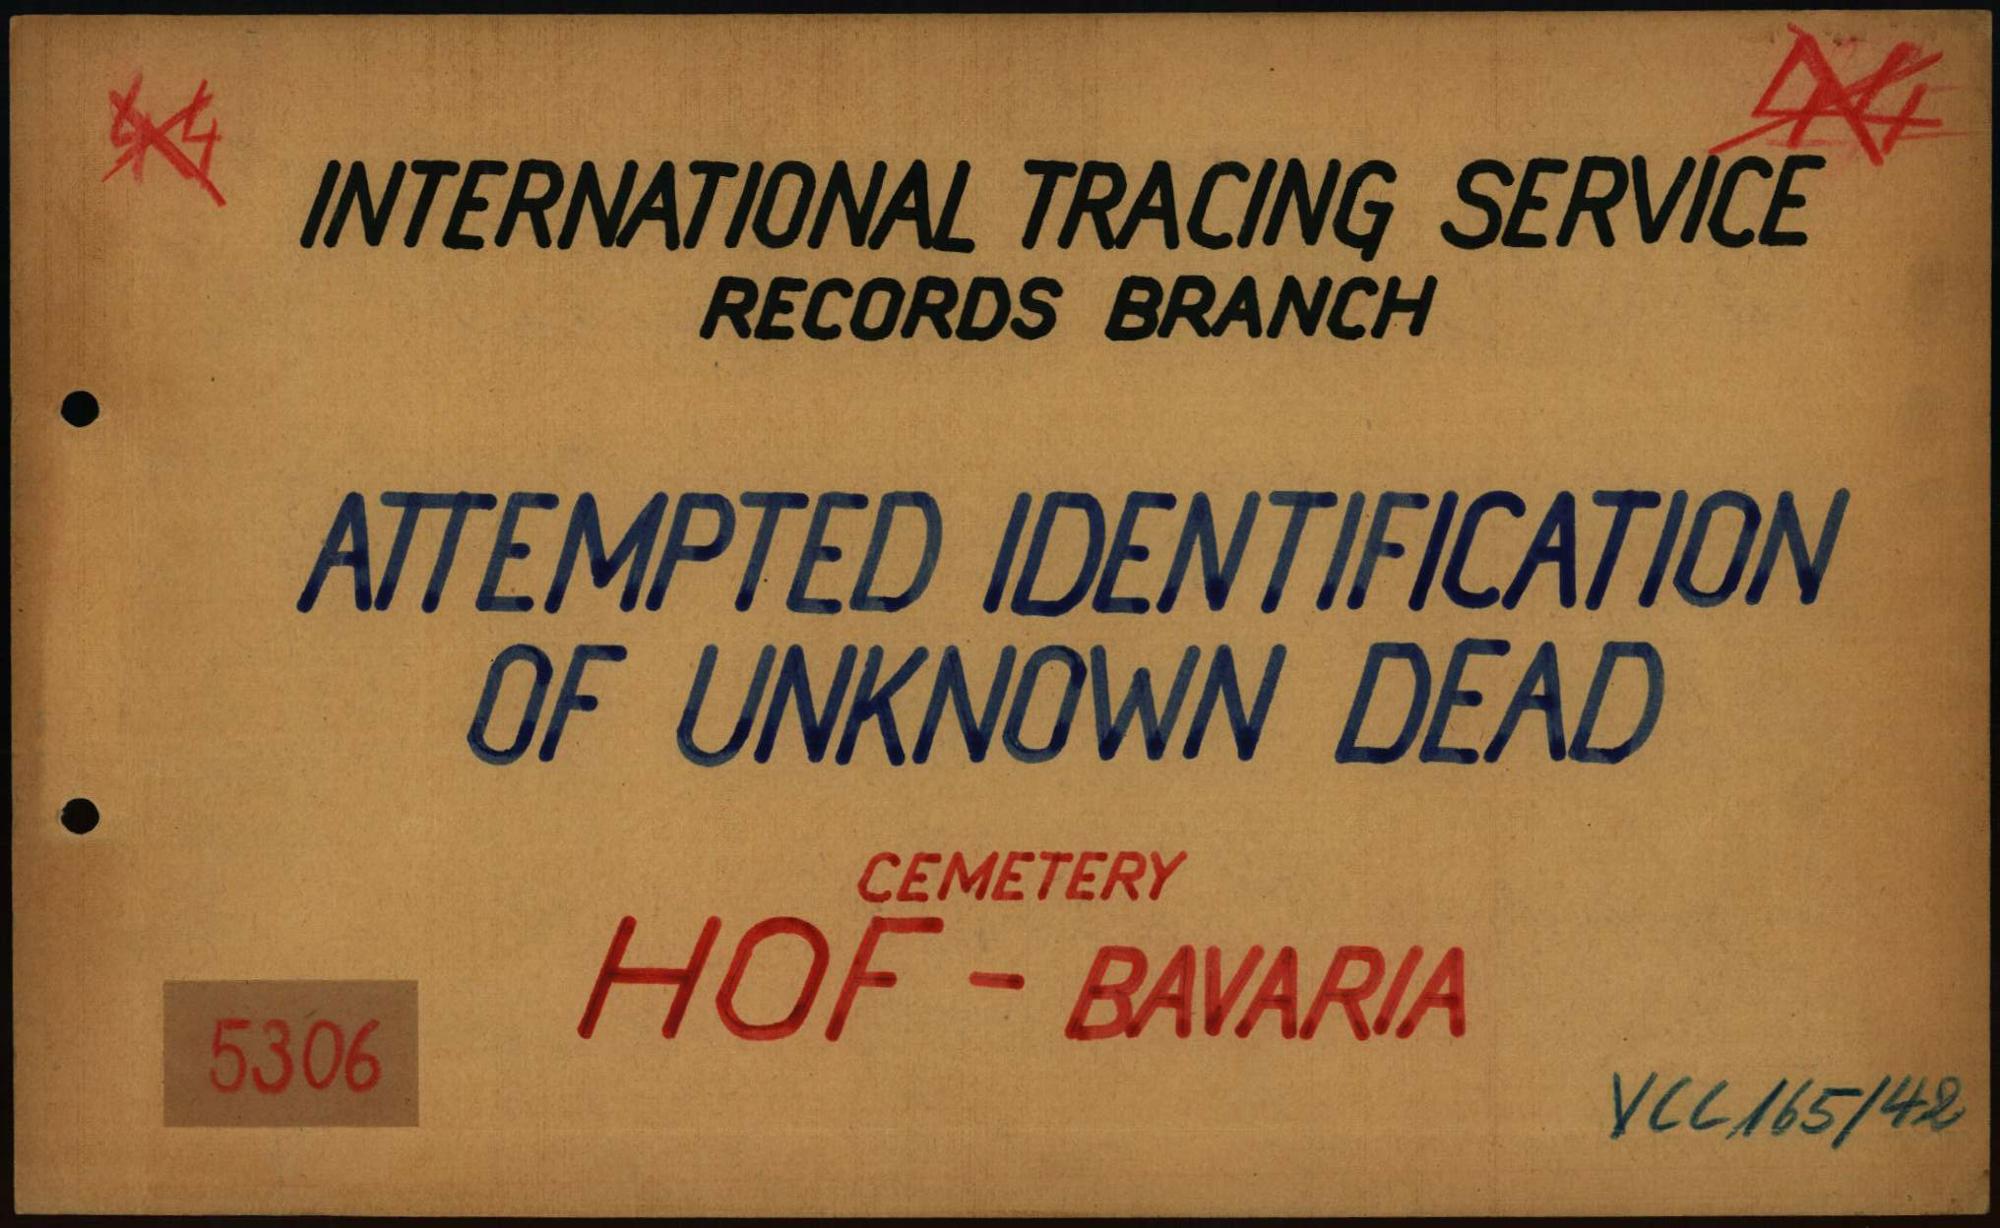 INTERNATIONAL TRACING SERVICE
RECORDS BRANCH
ATTEMPTED IDENTIFICATION
OF UNKNOWN DEAD
CEMETERY
HOF - BAVARIA
5306
VCC 165/42